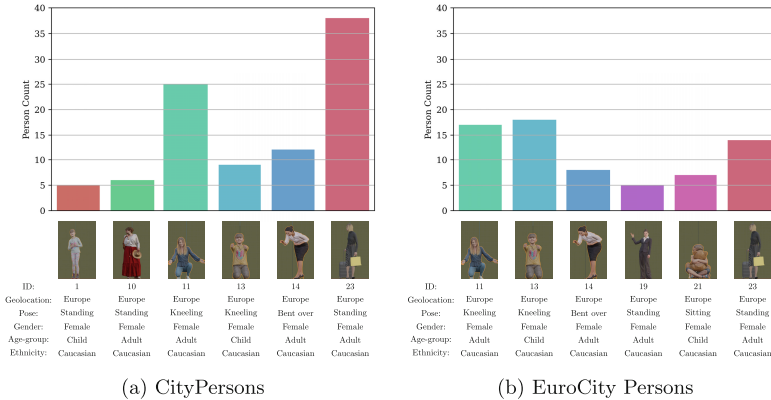 40
35
30
25
20
15
10
5
0
Person Count
ID: 1 10 11 13 14 23
Geolocation: Europe Europe Europe Europe Europe Europe
Pose: Standing Standing Kneeling Kneeling Bent over Standing
Gender: Female Female Female Female Female Female
Age-group: Child Adult Adult Child Adult Adult
Ethnicity: Caucasian Caucasian Caucasian Caucasian Caucasian Caucasian
(a) CityPersons
40
35
30
25
20
15
10
5
0
Person Count
ID: 11 13 14 19 21 23
Geolocation: Europe Europe Europe Europe Europe Europe
Pose: Kneeling Kneeling Bent over Standing Sitting Standing
Gender: Female Female Female Female Female Female
Age-group: Adult Child Adult Adult Child Adult
Ethnicity: Caucasian Caucasian Caucasian Caucasian Caucasian Caucasian
(b) EuroCity Persons